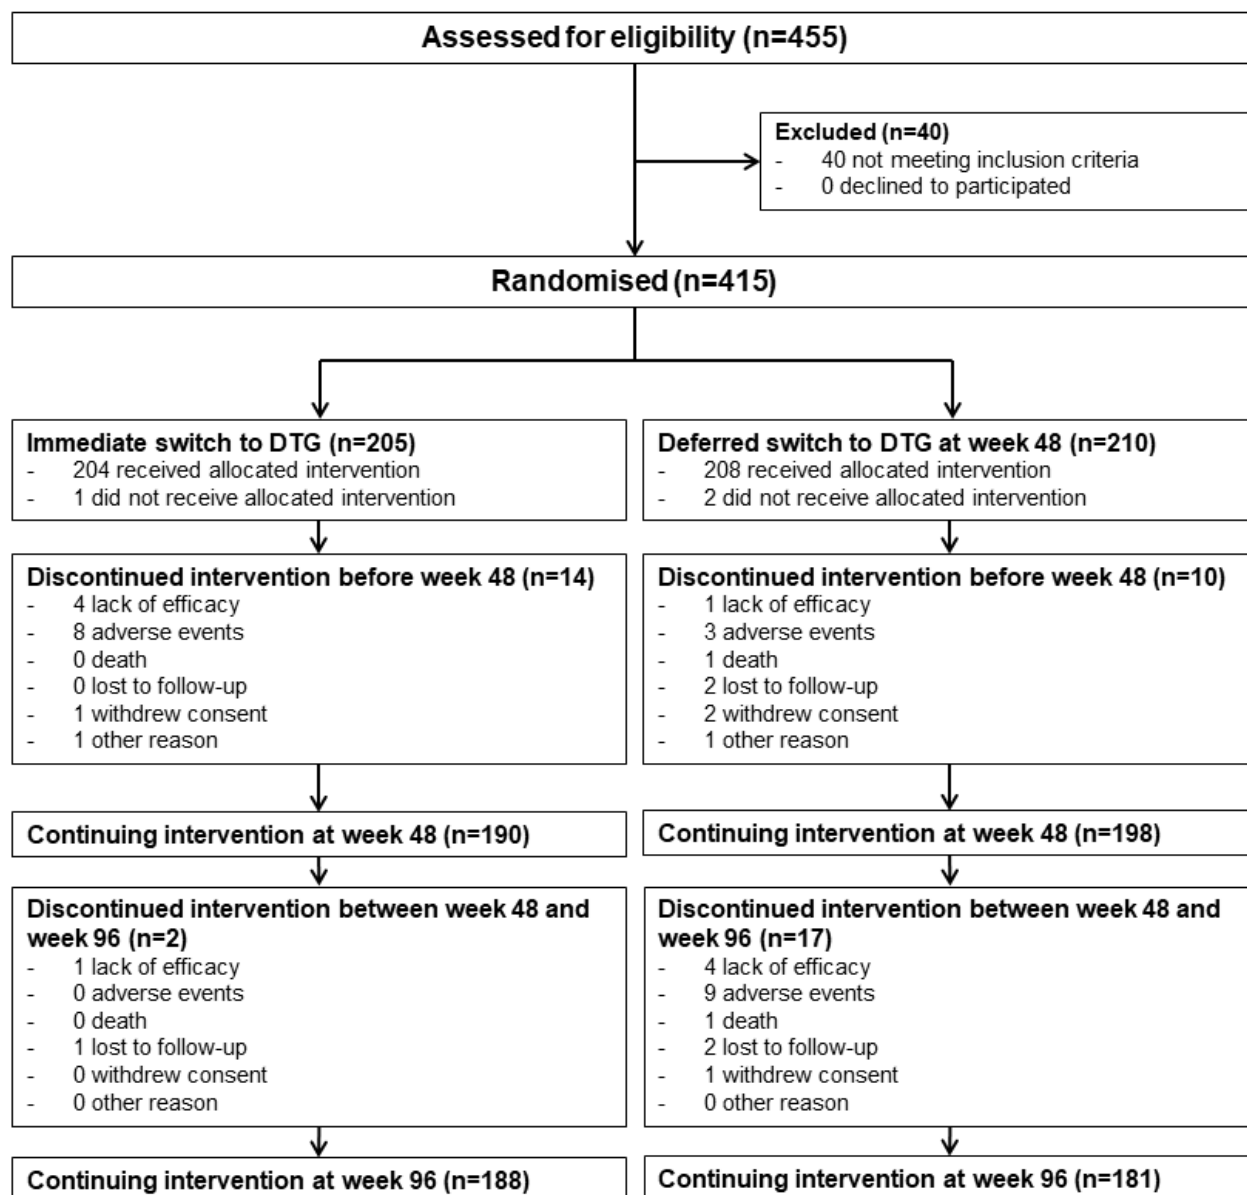 Assessed for eligibility (n=455)
Excluded (n=40)
- 40 not meeting inclusion criteria
- 0 declined to participated
Randomised (n=415)
Immediate switch to DTG (n=205)
- 204 received allocated intervention
- 1 did not receive allocated intervention
Deferred switch to DTG at week 48 (n=210)
- 208 received allocated intervention
- 2 did not receive allocated intervention
Discontinued intervention before week 48 (n=14)
- 4 lack of efficacy
- 8 adverse events
- 0 death
- 0 lost to follow-up
- 1 withdrew consent
- 1 other reason
Discontinued intervention before week 48 (n=10)
- 1 lack of efficacy
- 3 adverse events
- 1 death
- 2 lost to follow-up
- 2 withdrew consent
- 1 other reason
Continuing intervention at week 48 (n=190)
Continuing intervention at week 48 (n=198)
Discontinued intervention between week 48 and
week 96 (n=2)
- 1 lack of efficacy
- 0 adverse events
- 0 death
- 1 lost to follow-up
- 0 withdrew consent
- 0 other reason
Discontinued intervention between week 48 and
week 96 (n=17)
- 4 lack of efficacy
- 9 adverse events
- 1 death
- 2 lost to follow-up
- 1 withdrew consent
- 0 other reason
Continuing intervention at week 96 (n=188)
Continuing intervention at week 96 (n=181)